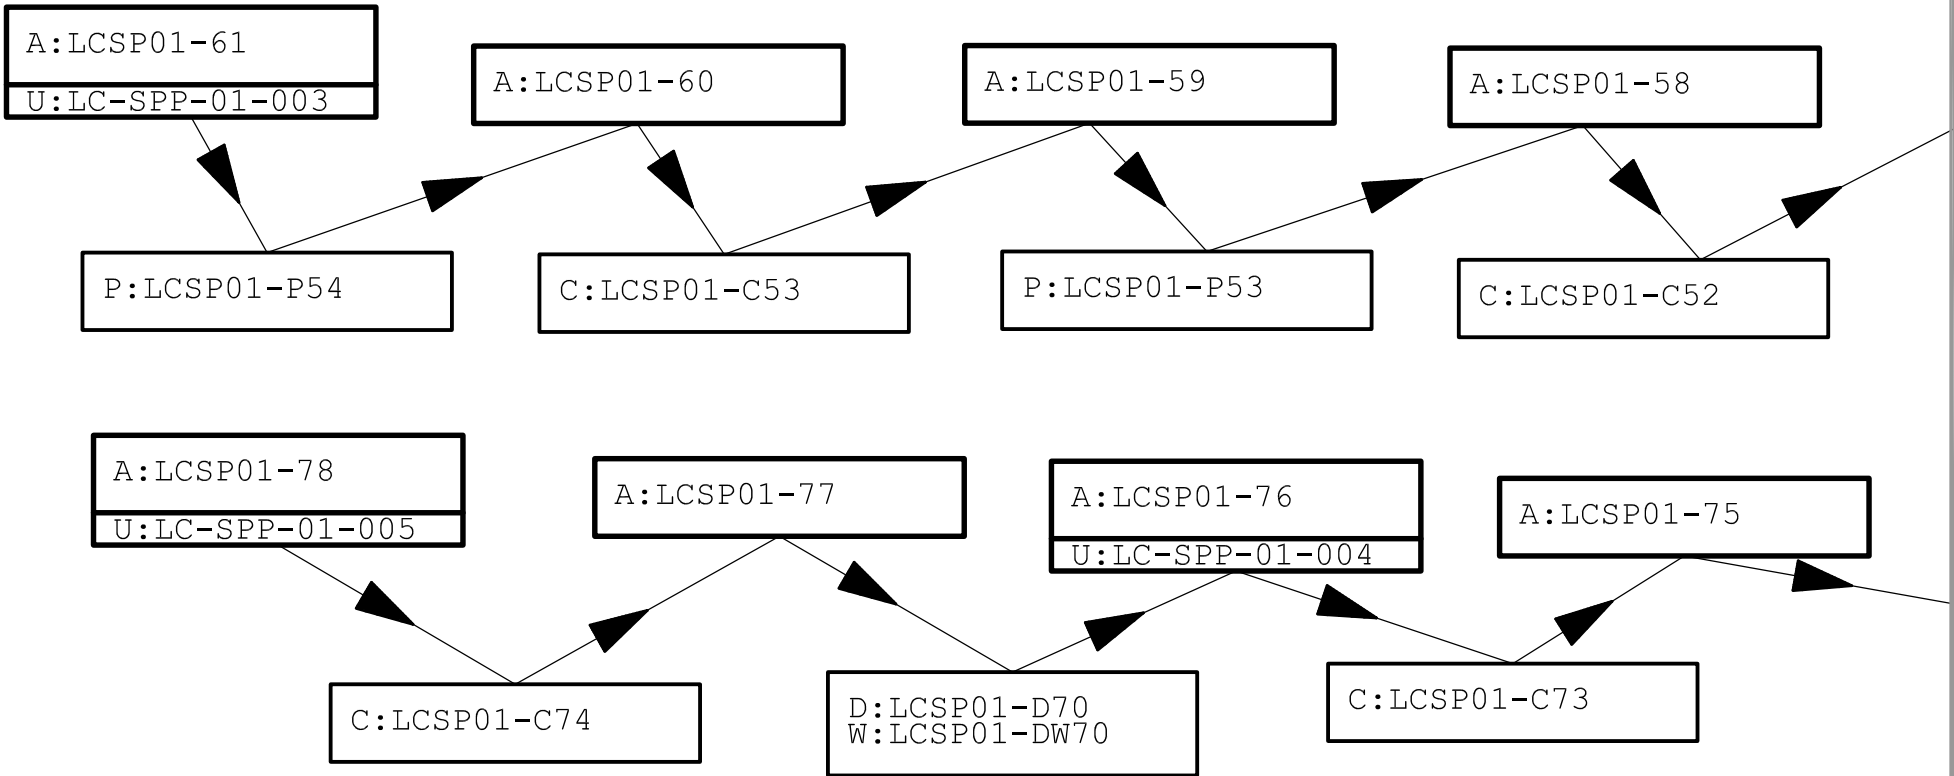 A:LCSP01-61
U:LC-SPP-01-003
A:LCSP01-60
A:LCSP01-59
A:LCSP01-58
P:LCSP01-P54
C:LCSP01-C53
P:LCSP01-P53
C:LCSP01-C52
A:LCSP01-78
U:LC-SPP-01-005
A:LCSP01-77
A:LCSP01-76
U:LC-SPP-01-004
A:LCSP01-75
C:LCSP01-C74
D:LCSP01-D70
W:LCSP01-DW70
C:LCSP01-C73